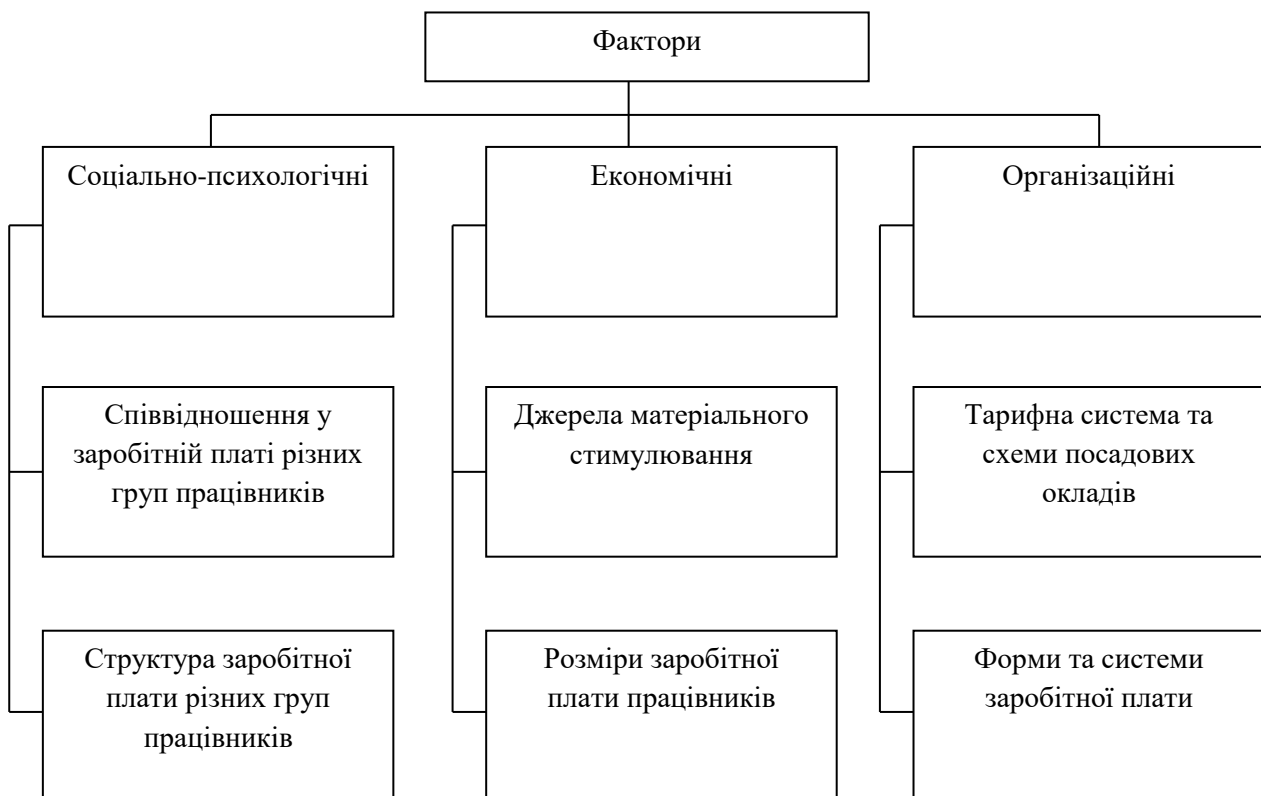 Фактори
Соціально-психологічні
Економічні
Організаційні
Співвідношення у
заробітній платі різних
груп працівників
Джерела матеріального
стимулювання
Тарифна система та
схеми посадових
окладів
Структура заробітної
плати різних груп
працівників
Розміри заробітної
плати працівників
Форми та системи
заробітної плати